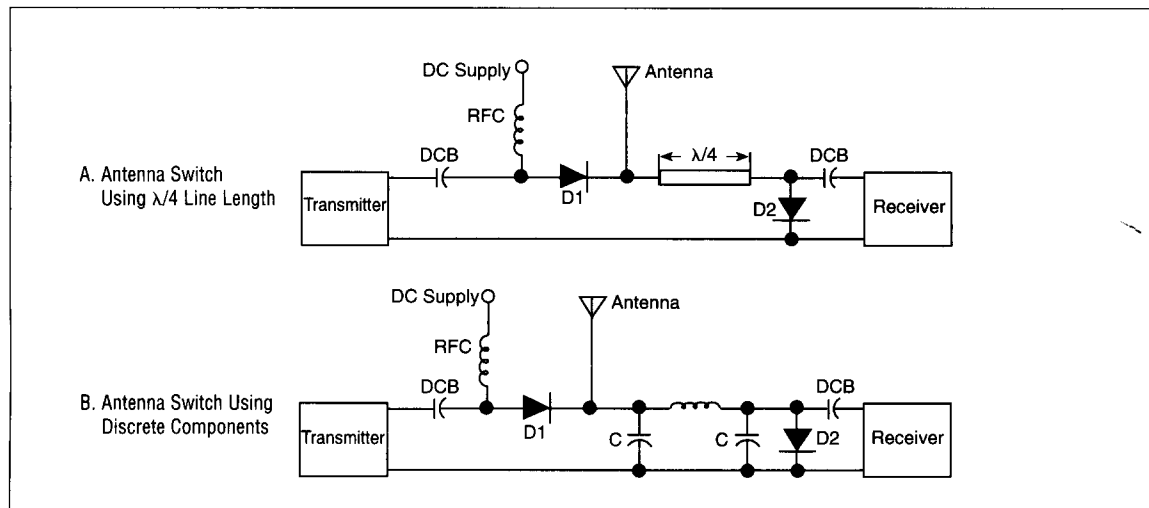 DC Supply
Antenna
RFC
DCB
λ/4
DCB
A. Antenna Switch
Using λ/4 Line Length
Transmitter
D1
D2
Receiver
DC Supply
Antenna
RFC
DCB
DCB
B. Antenna Switch Using
Discrete Components
Transmitter
D1
C
C
D2
Receiver